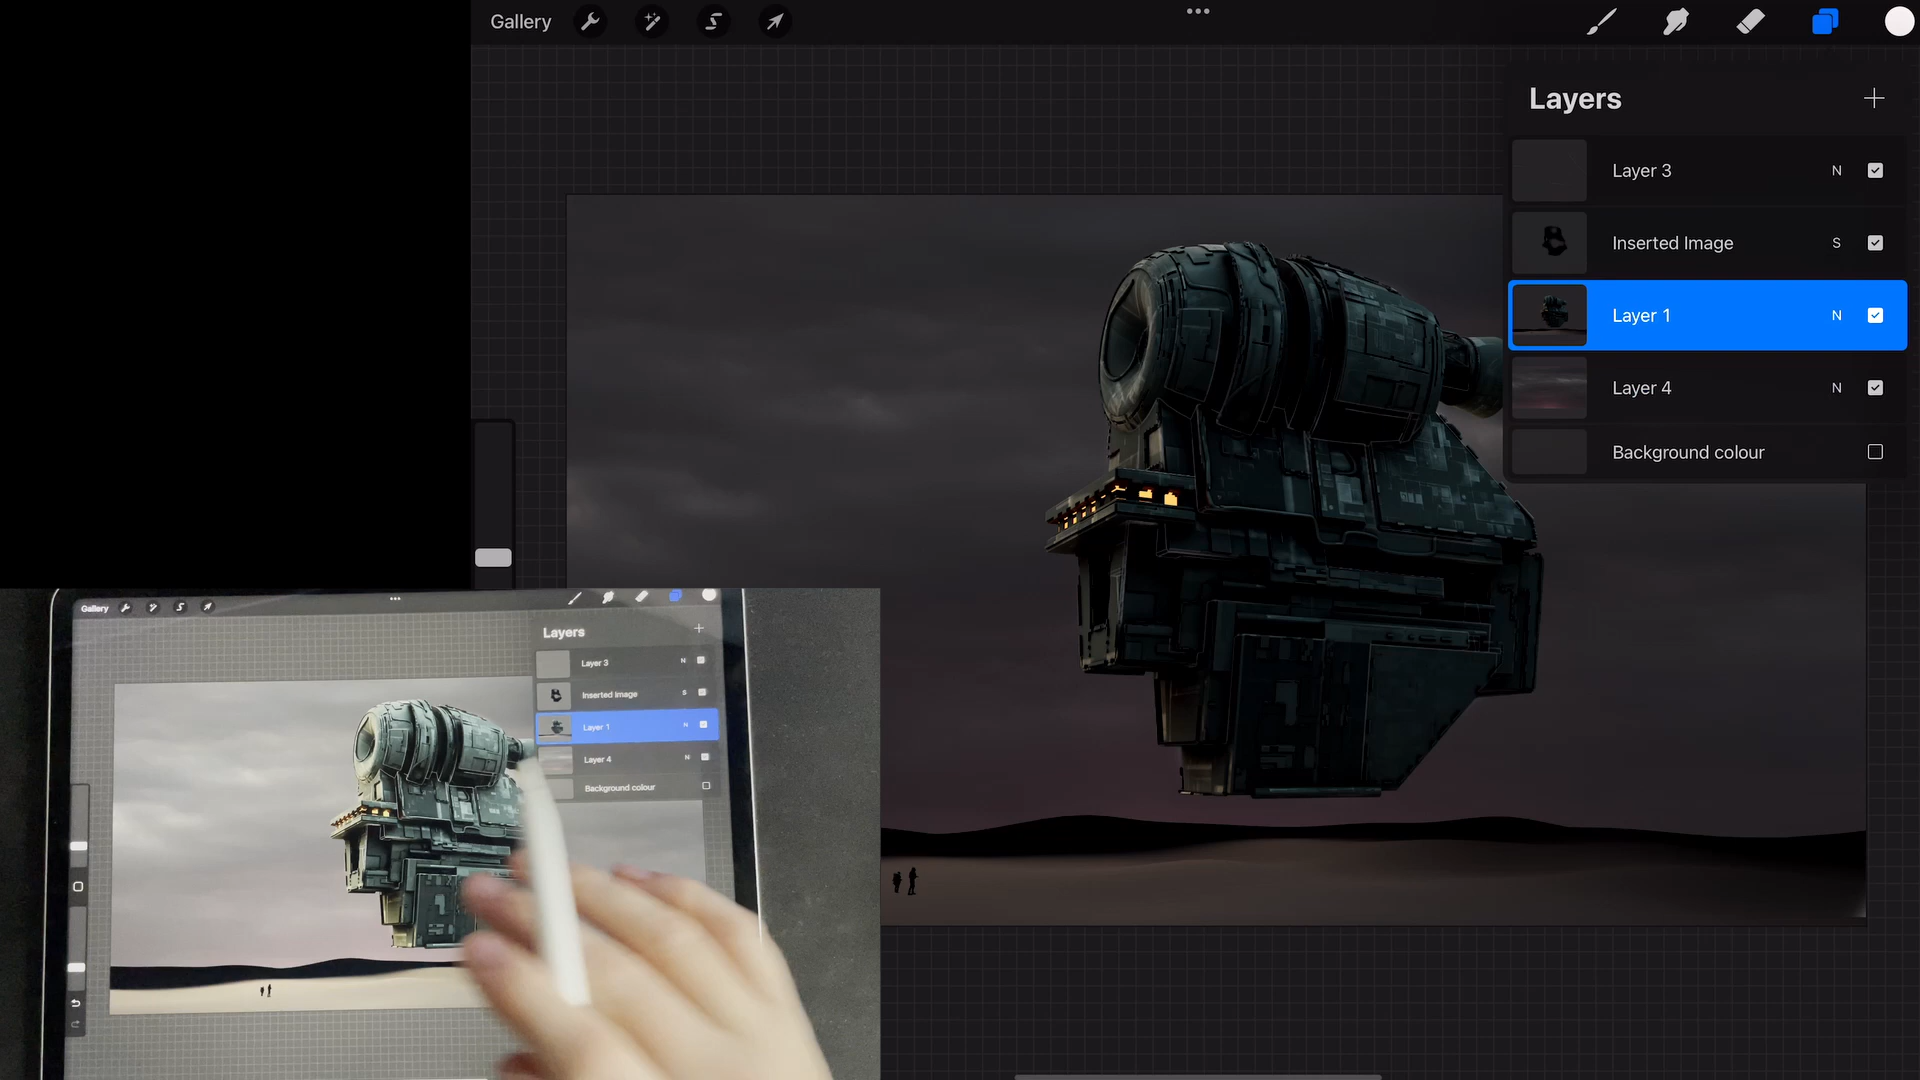 Gallery
Layers
Layer 3 N
Inserted Image S
Layer 1 N
Layer 4 N
Background colour
Gallery
Layers
Layer 3 N
Inserted Image S
Layer 1 N
Layer 4 N
Background colour